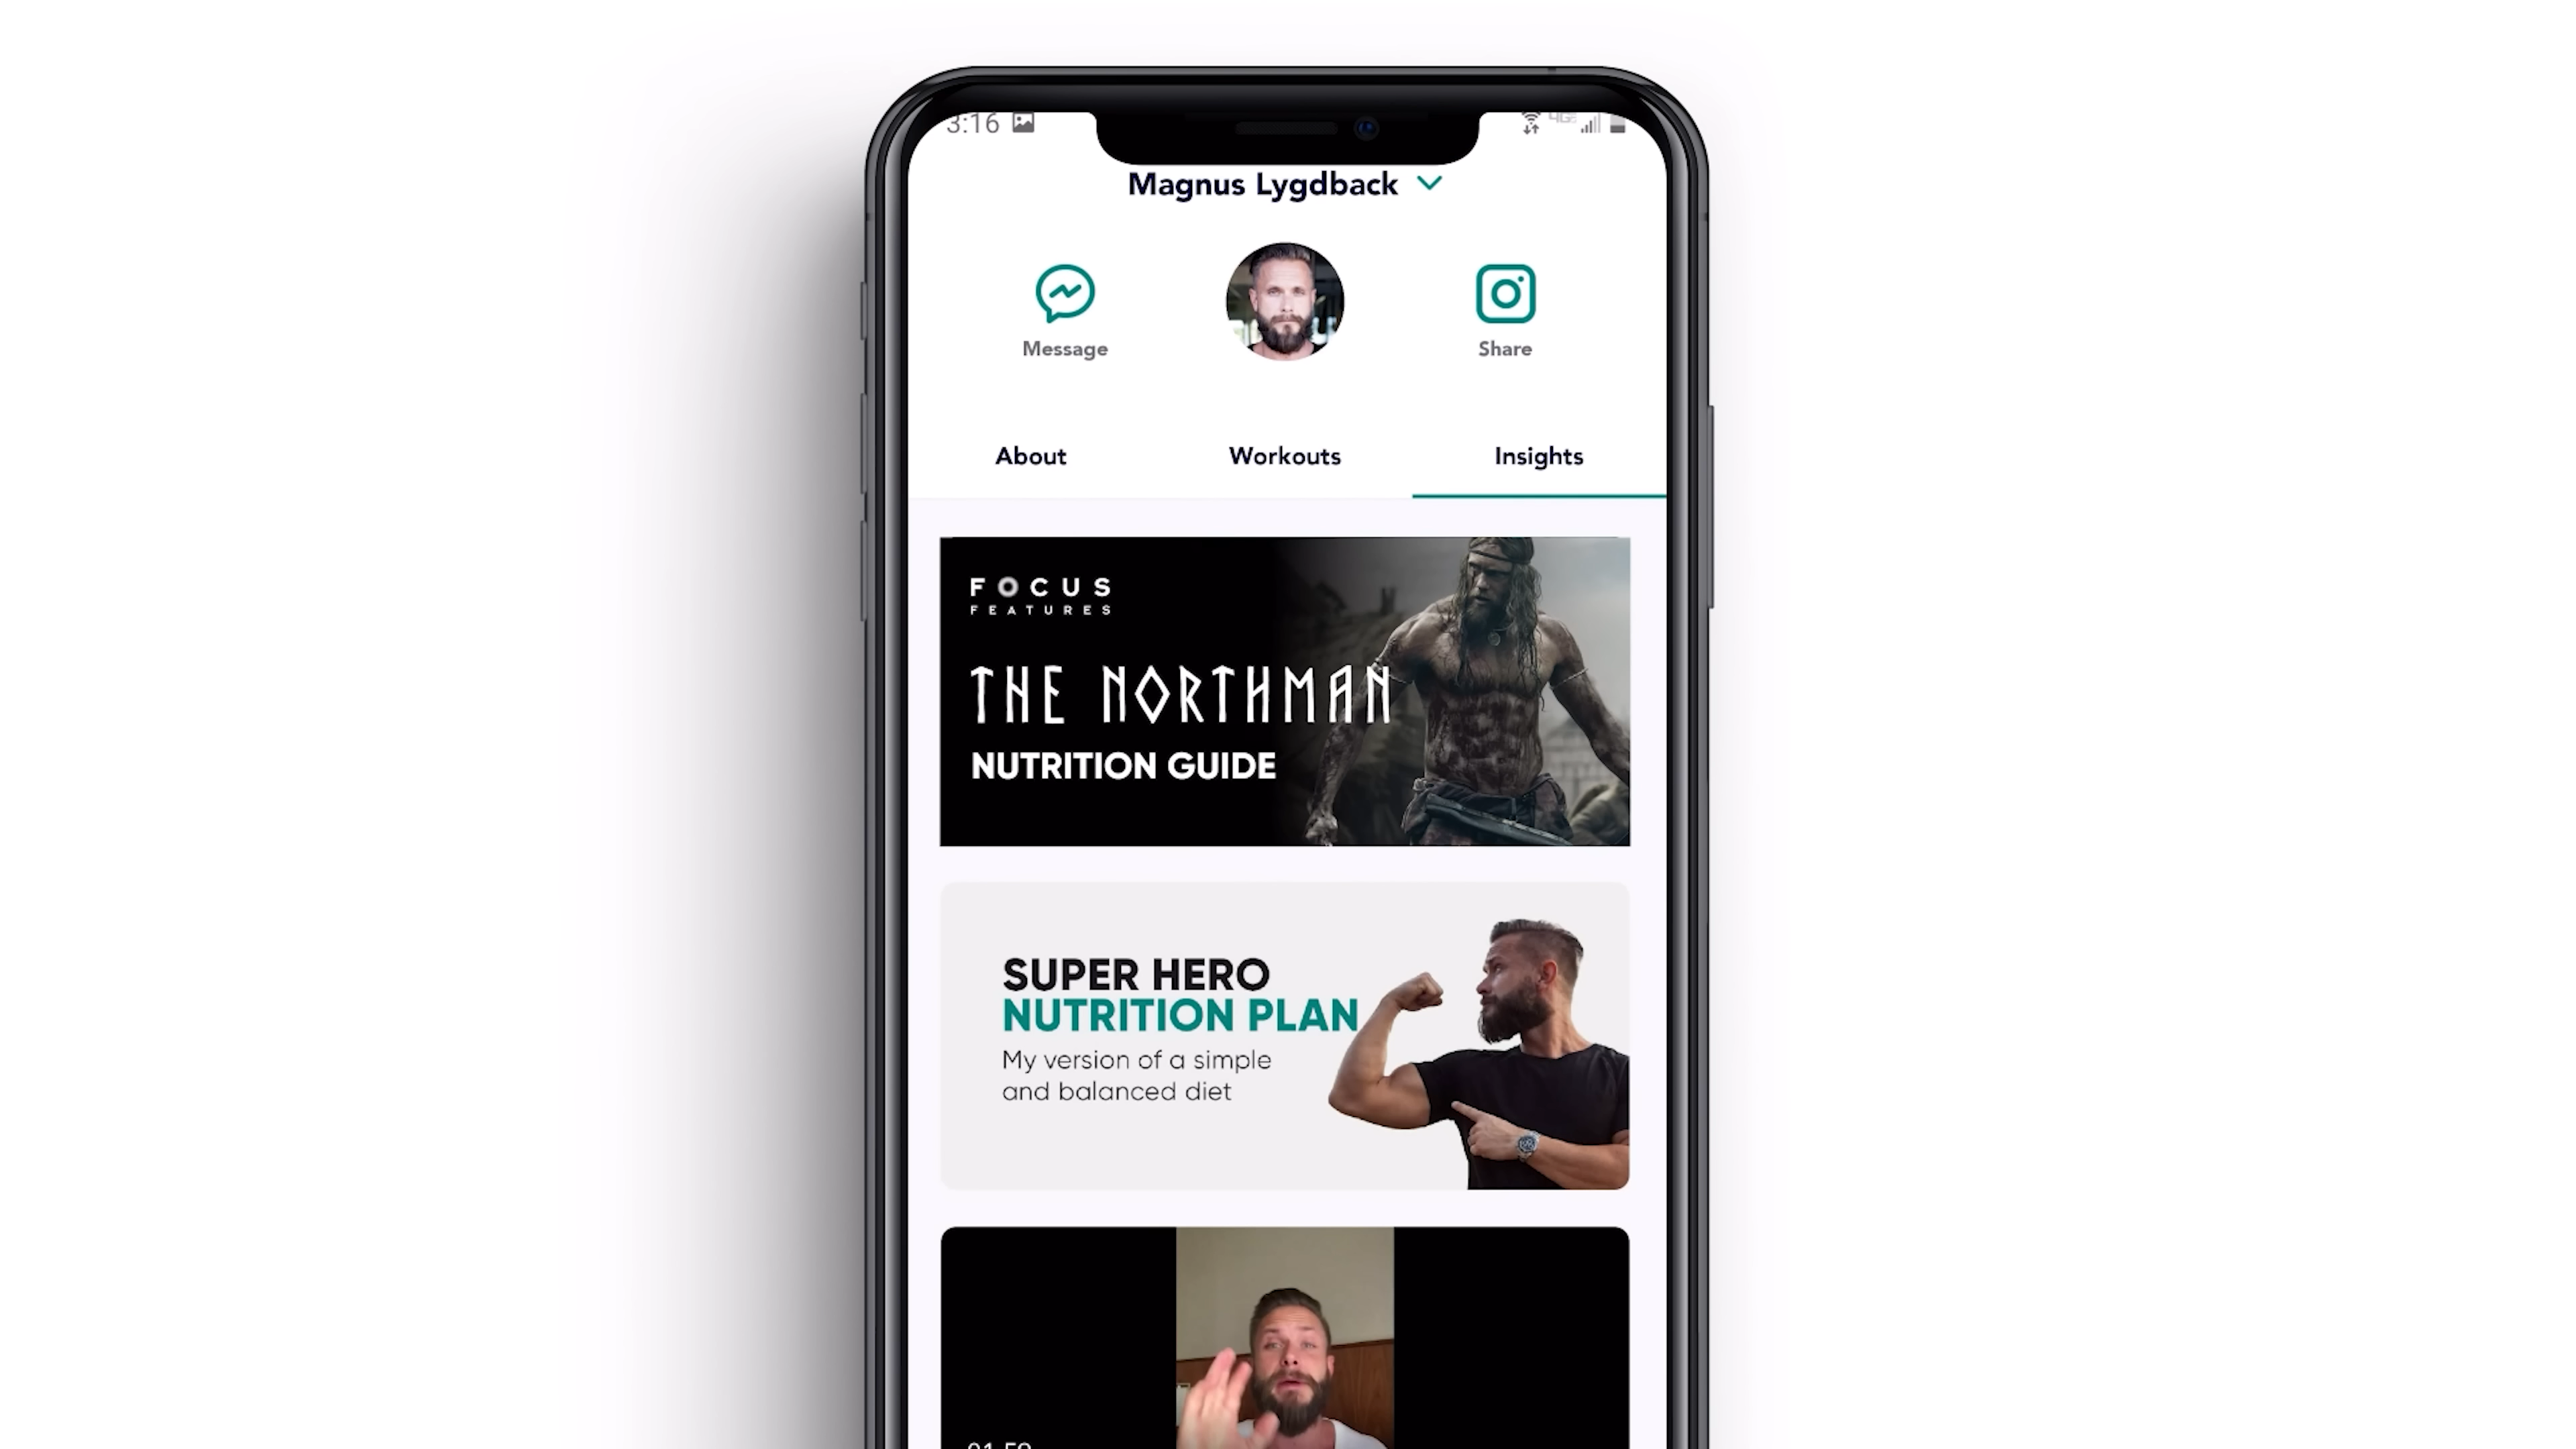 3:16
Magnus Lygdback
Message
Share
About
Workouts
Insights
FOCUS
FEATURES
THE NORTHMAN
NUTRITION GUIDE
SUPER HERO
NUTRITION PLAN
My version of a simple
and balanced diet